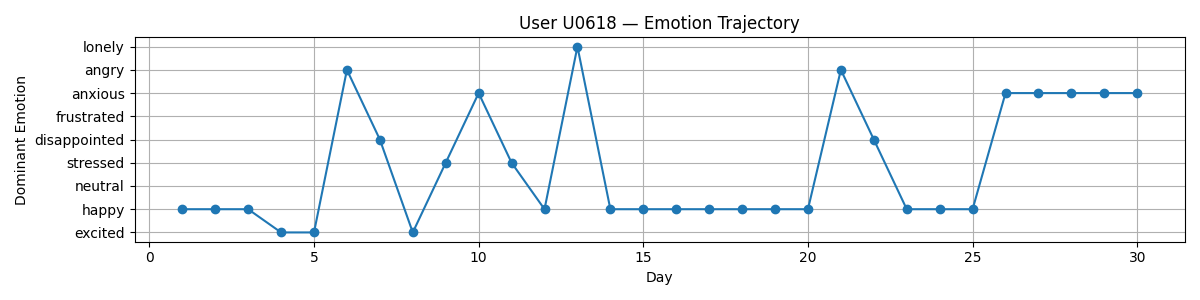 User U0618 — Emotion Trajectory
Dominant Emotion
lonely
angry
anxious
frustrated
disappointed
stressed
neutral
happy
excited
0 5 10 15 20 25 30
Day